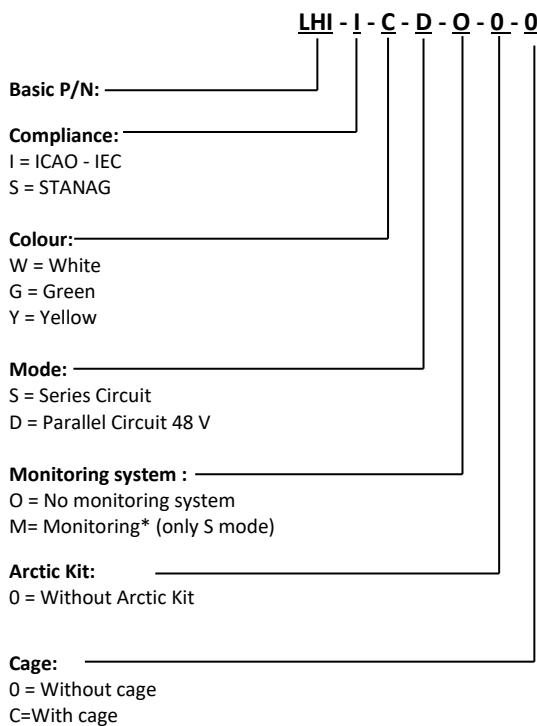 LHI - I - C - D - O - 0 - 0
Basic P/N:
Compliance:
I = ICAO - IEC
S = STANAG
Colour:
W = White
G = Green
Y = Yellow
Mode:
S = Series Circuit
D = Parallel Circuit 48 V
Monitoring system :
O = No monitoring system
M= Monitoring* (only S mode)
Arctic Kit:
0 = Without Arctic Kit
Cage:
0 = Without cage
C=With cage